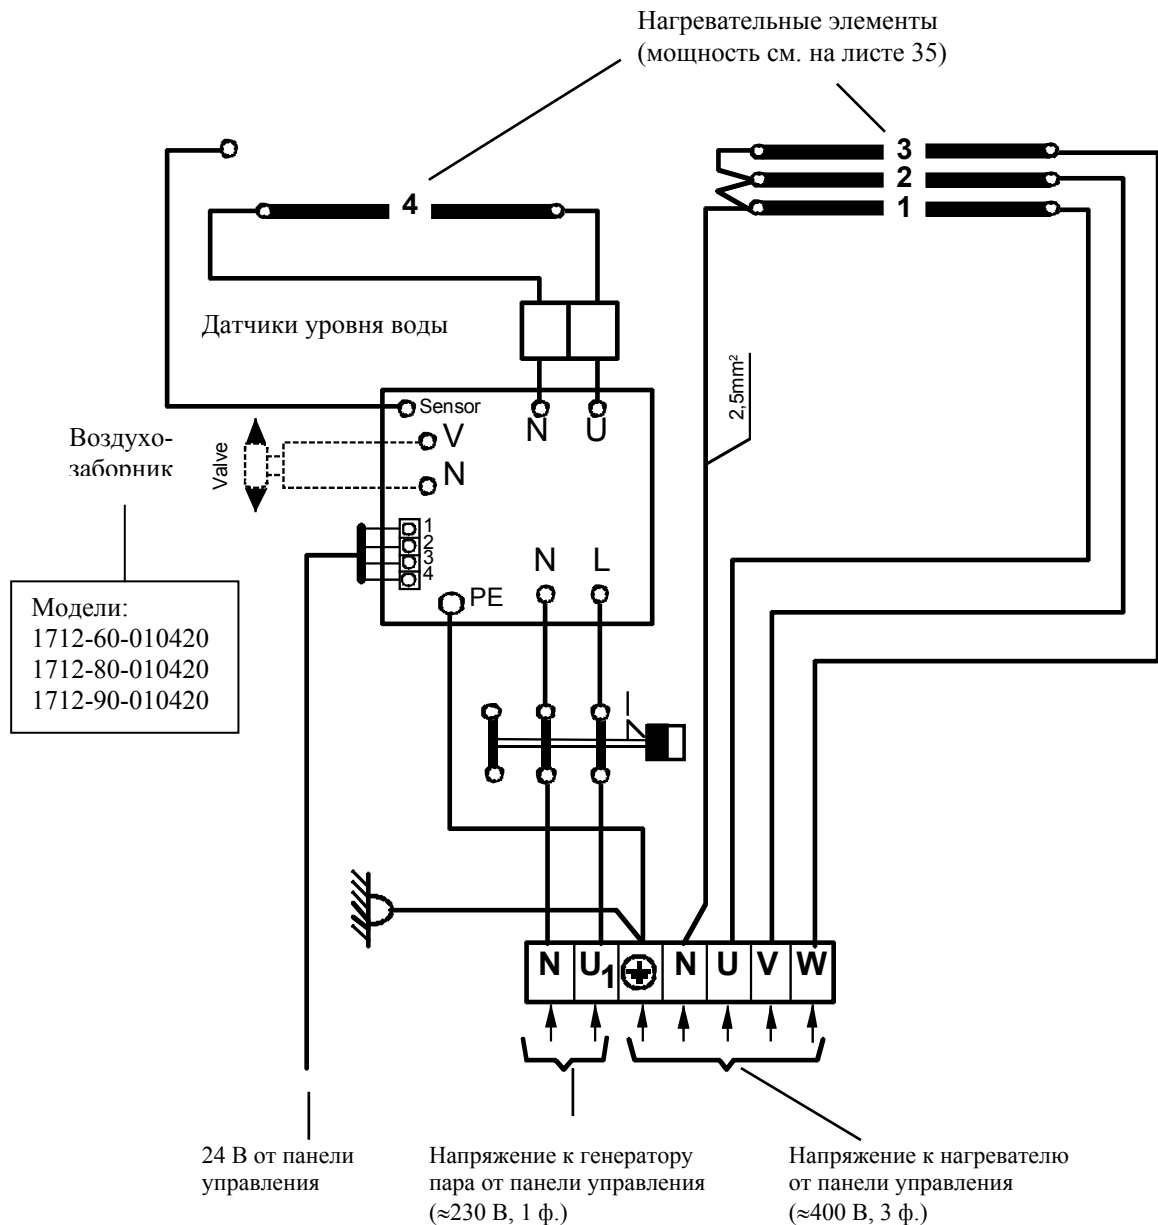 Нагревательные элементы
(мощность см. на листе 35)
3
2
1
4
Датчики уровня воды
2,5mm²
Sensor
V
N
N
U
Воздухо-
заборник
Valve
1
2
3
4
N
L
PE
Модели:
1712-60-010420
1712-80-010420
1712-90-010420
N
U1
N
U
V
W
24 В от панели
управления
Напряжение к генератору
пара от панели управления
(≈230 В, 1 ф.)
Напряжение к нагревателю
от панели управления
(≈400 В, 3 ф.)